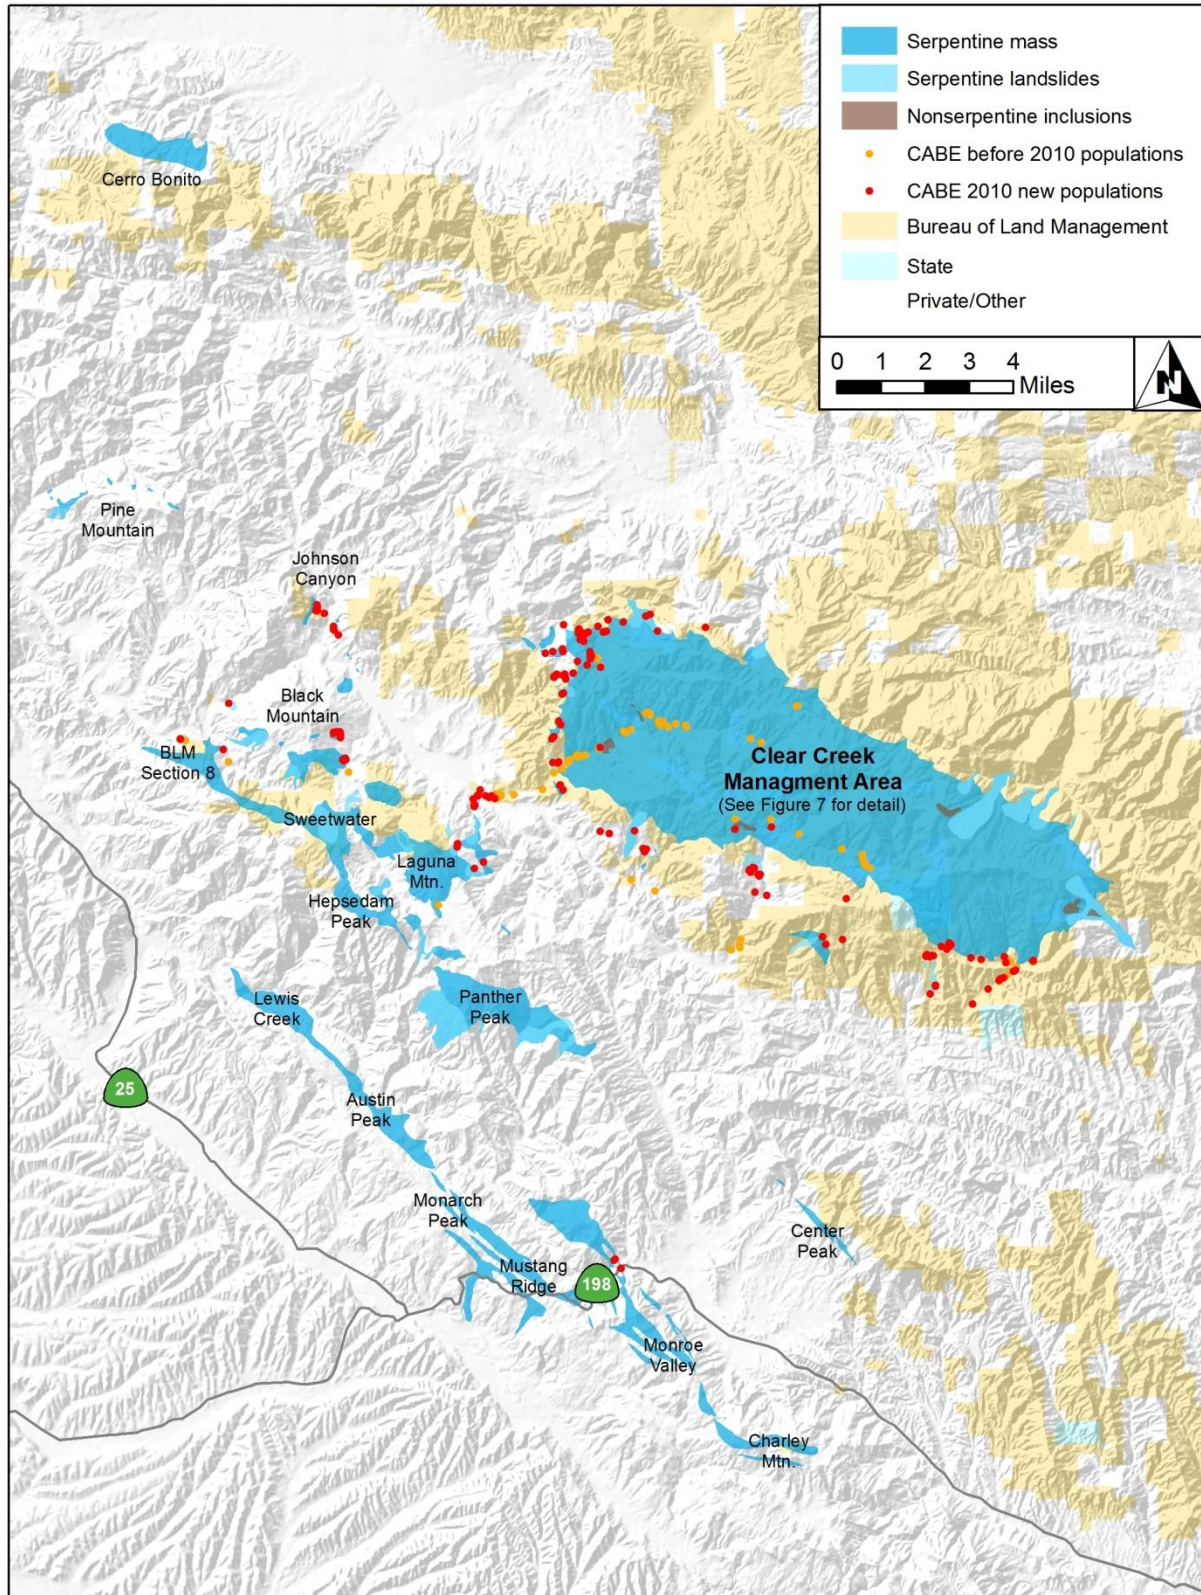 Serpentine mass
Serpentine landslides
Nonserpentine inclusions
CABE before 2010 populations
CABE 2010 new populations
Bureau of Land Management
State
Private/Other
0 1 2 3 4
Miles
N
Cerro Bonito
Pine
Mountain
Johnson
Canyon
Black
Mountain
BLM
Section 8
Clear Creek
Managment Area
(See Figure 7 for detail)
Sweetwater
Laguna
Mtn.
Hepsedam
Peak
Lewis
Creek
Panther
Peak
25
Austin
Peak
Monarch
Peak
Center
Peak
Mustang
Ridge
198
Monroe
Valley
Charley
Mtn.